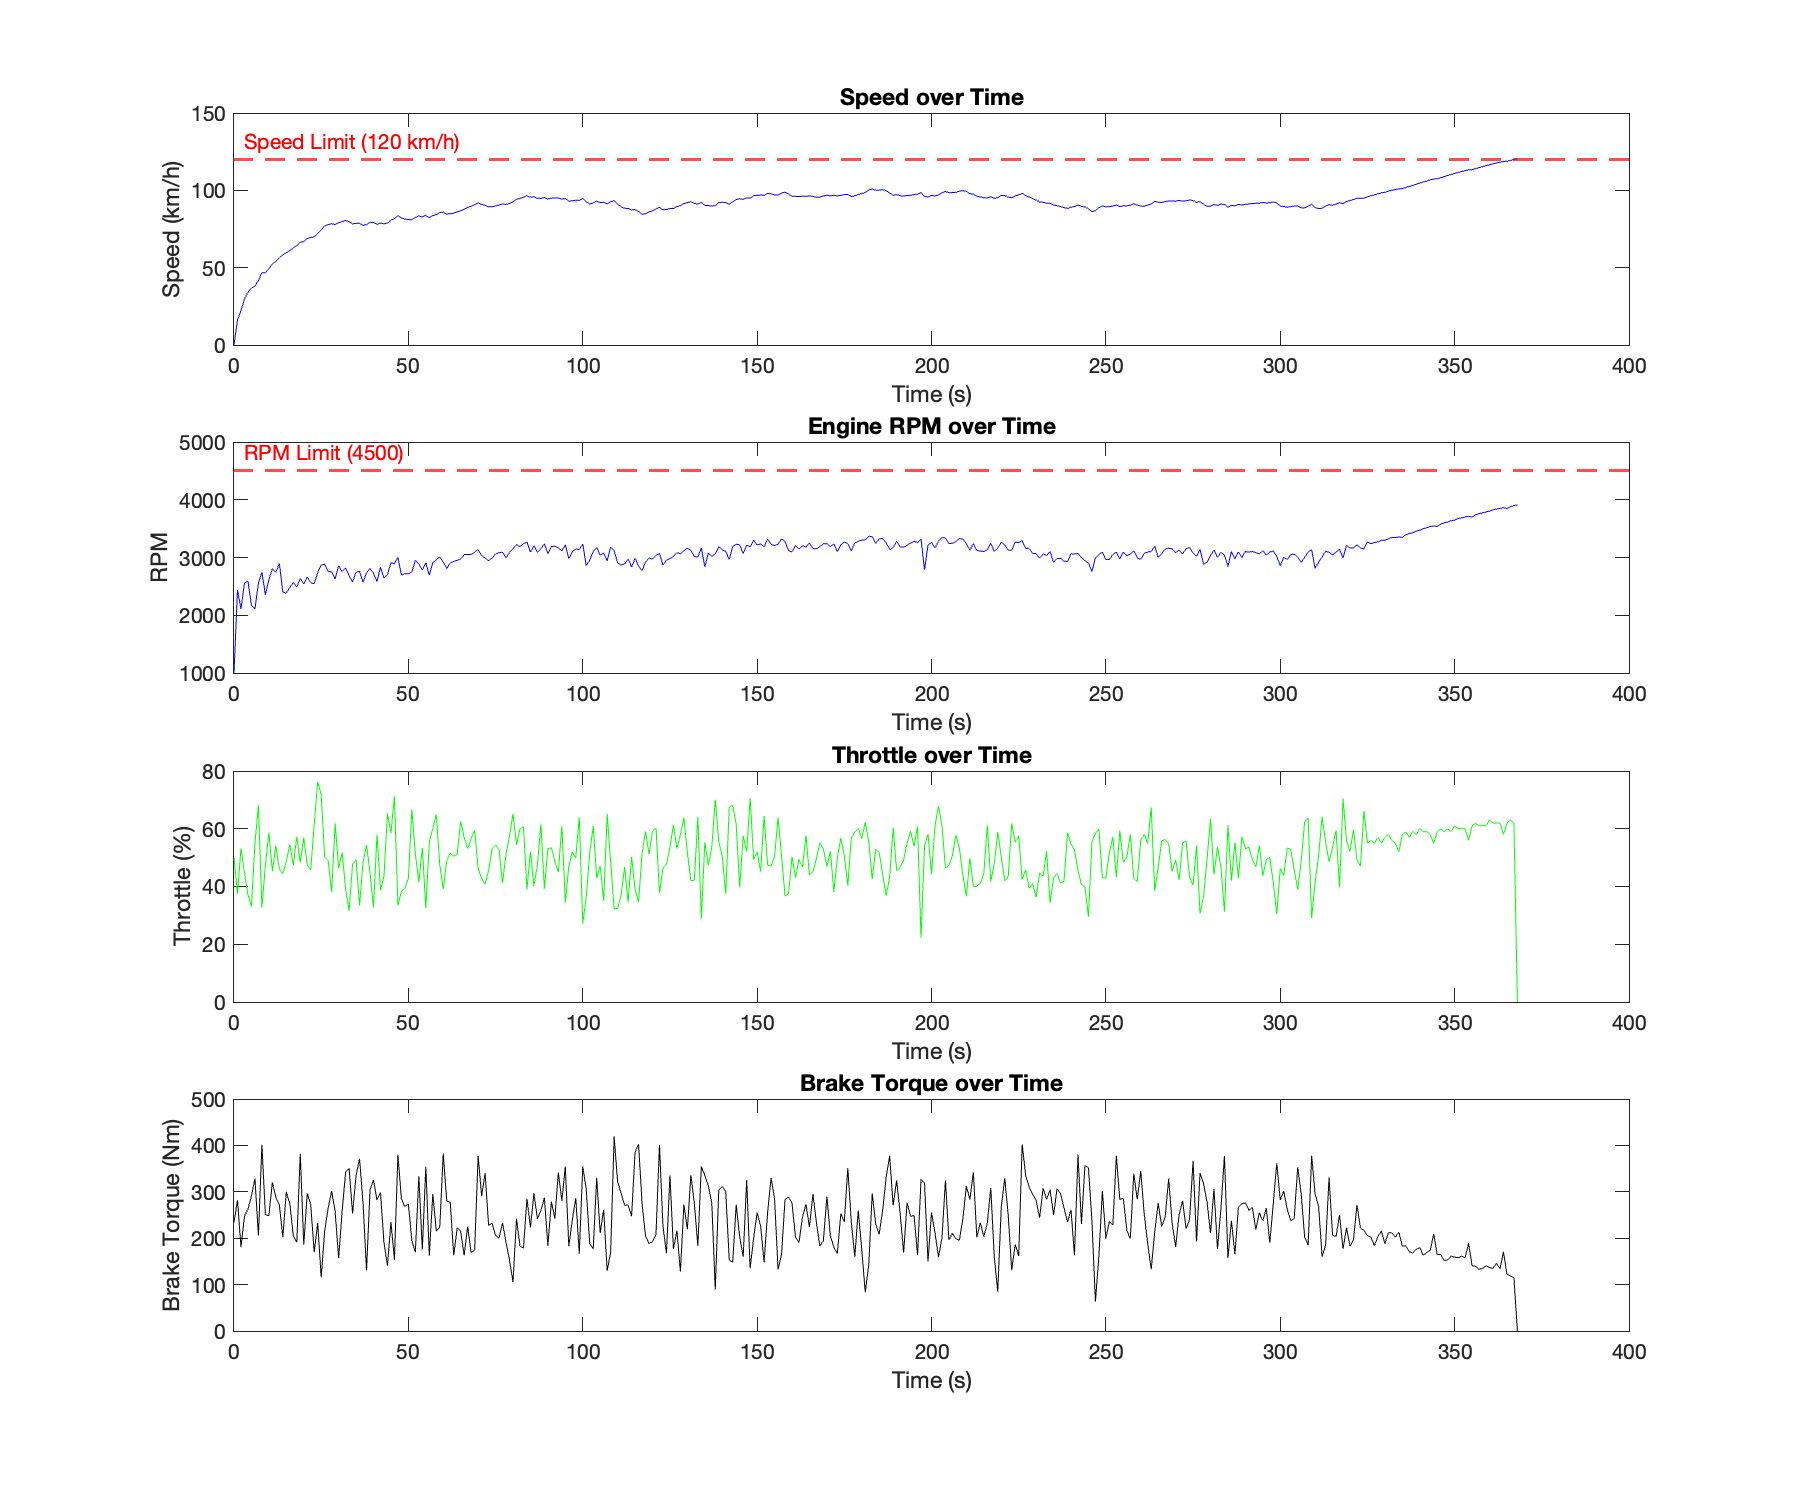 Speed over Time
150
Speed Limit (120 km/h)
100
50
0
Speed (km/h)
0 50 100 150 200 250 300 350 400
Time (s)
Engine RPM over Time
5000
RPM Limit (4500)
4000
3000
2000
1000
RPM
0 50 100 150 200 250 300 350 400
Time (s)
Throttle over Time
80
60
40
20
0
Throttle (%)
0 50 100 150 200 250 300 350 400
Time (s)
Brake Torque over Time
500
400
300
200
100
0
Brake Torque (Nm)
0 50 100 150 200 250 300 350 400
Time (s)